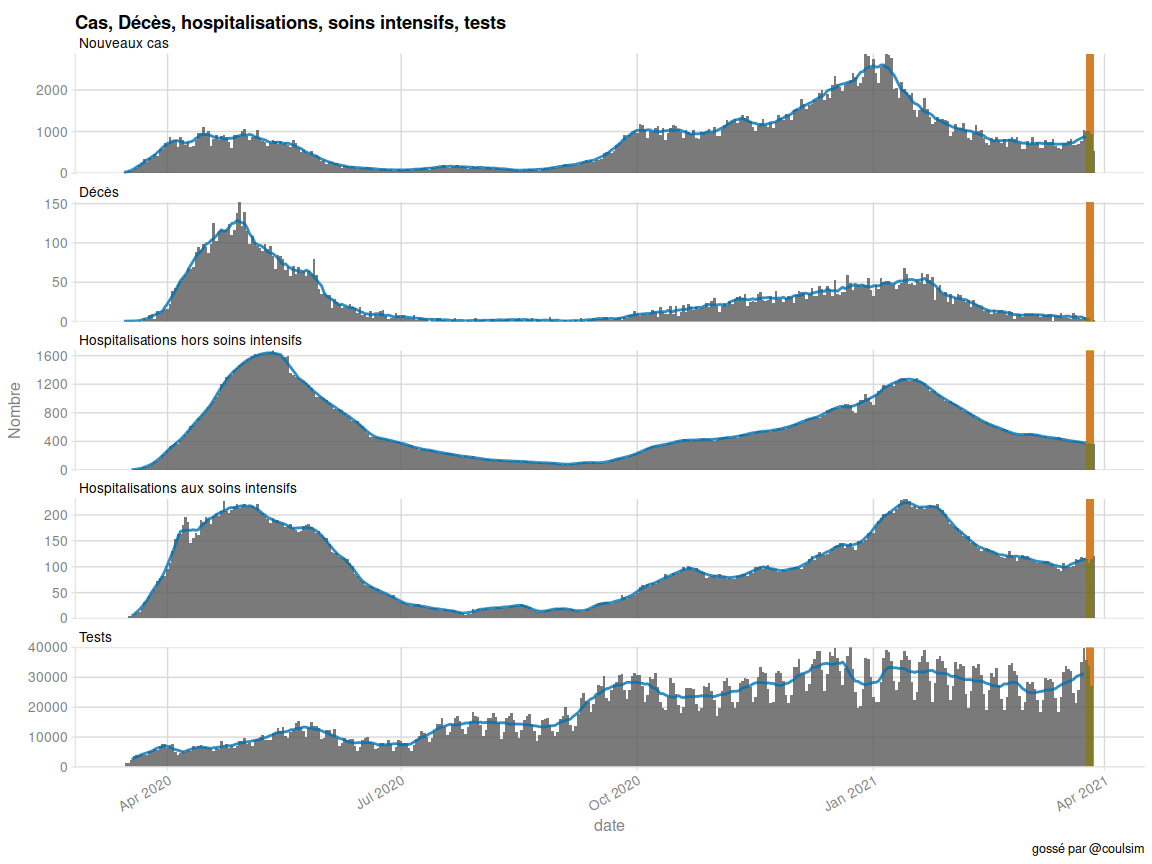 Cas, Décès, hospitalisations, soins intensifs, tests
Nouveaux cas
2000
1000
0
Décès
150
100
50
0
Hospitalisations hors soins intensifs
1600
1200
800
400
0
Hospitalisations aux soins intensifs
200
150
100
50
0
Tests
40000
30000
20000
10000
0
Nombre
Apr 2020
Jul 2020
Oct 2020
Jan 2021
Apr 2021
date
gossé par @coulsim